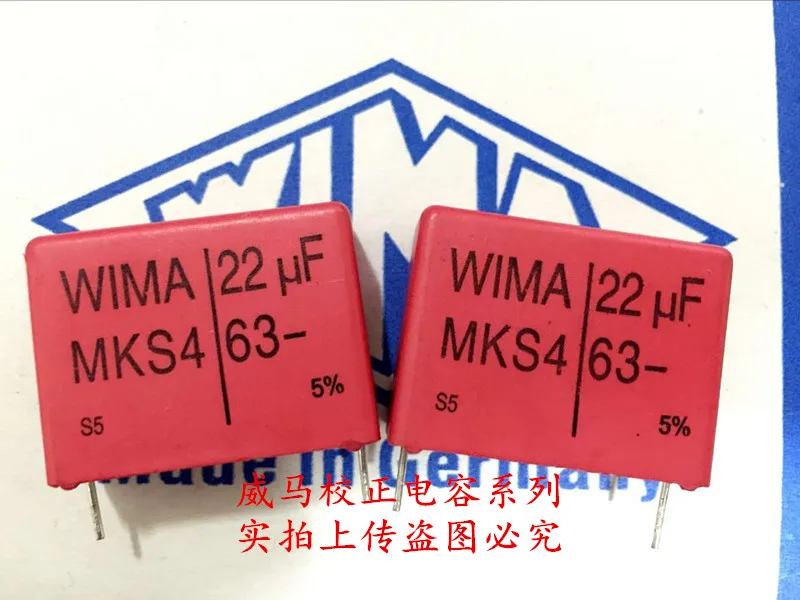 WIMA
WIMA 22 µF
MKS4 63–
S5 5%
WIMA 22 µF
MKS4 63–
S5 5%
Made in Germany
威马校正电容系列
实拍上传盗图必究